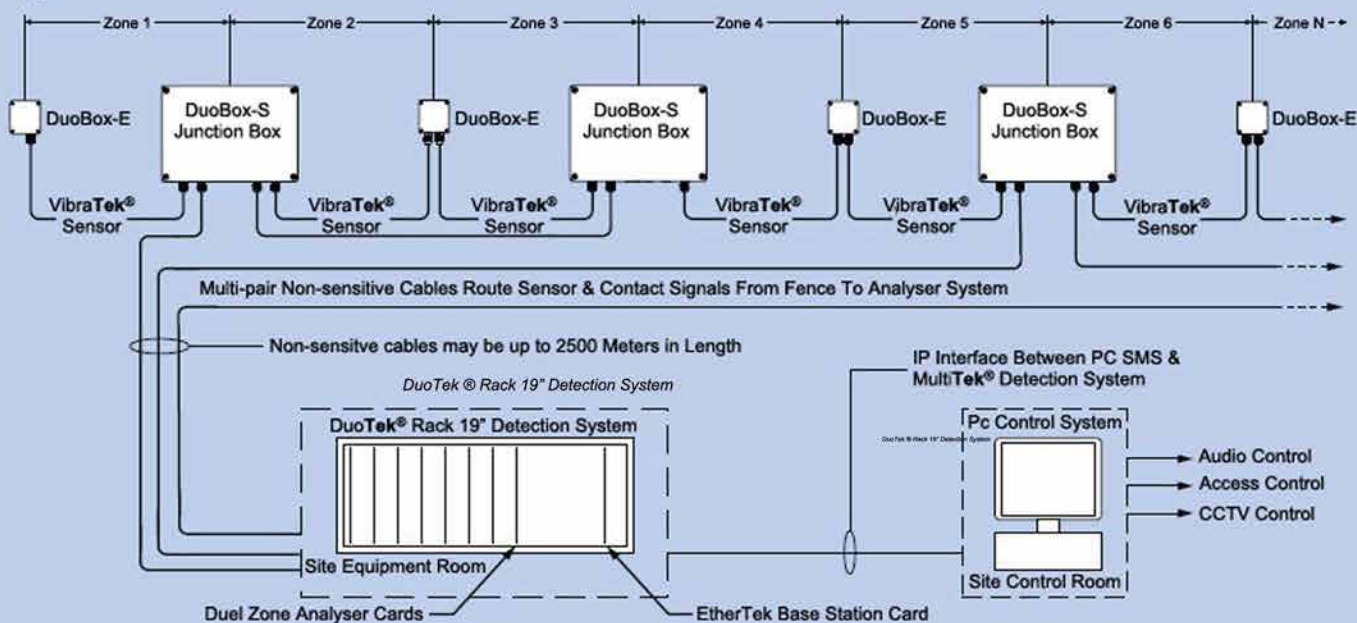 Zone 1
Zone 2
Zone 3
Zone 4
Zone 5
Zone 6
Zone N
DuoBox-E
DuoBox-S
Junction Box
DuoBox-E
DuoBox-S
Junction Box
DuoBox-E
DuoBox-S
Junction Box
DuoBox-E
VibraTek®
Sensor
VibraTek®
Sensor
VibraTek®
Sensor
VibraTek®
Sensor
VibraTek®
Sensor
VibraTek®
Sensor
Multi-pair Non-sensitive Cables Route Sensor & Contact Signals From Fence To Analyser System
Non-sensitve cables may be up to 2500 Meters in Length
IP Interface Between PC SMS &
MultiTek® Detection System
DuoTek ® Rack 19" Detection System
DuoTek® Rack 19" Detection System
Pc Control System
DuoTek ® Rack 19" Detection System
Audio Control
Access Control
CCTV Control
Site Equipment Room
Site Control Room
Duel Zone Analyser Cards
EtherTek Base Station Card